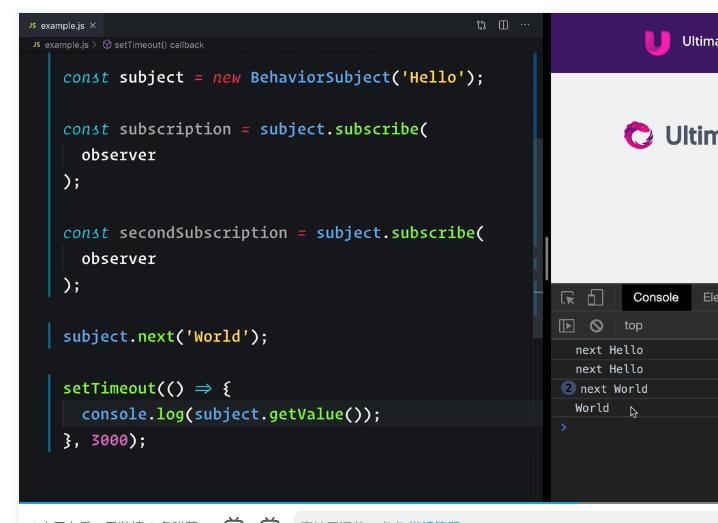 JS example.js ×
JS example.js > setTimeout() callback
const subject = new BehaviorSubject('Hello');
const subscription = subject.subscribe(
observer
);
const secondSubscription = subject.subscribe(
observer
);
subject.next('World');
setTimeout(() => {
console.log(subject.getValue());
}, 3000);
Ultima
Ultim
Console Ele
top
next Hello
next Hello
2 next World
World